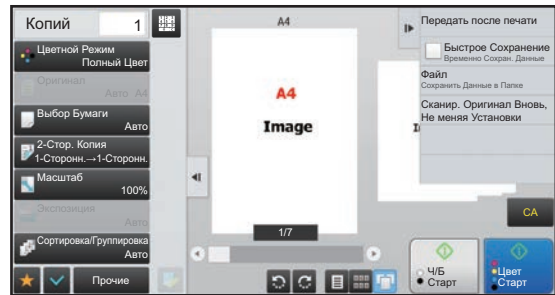 Копий 1
Цветной Режим
Полный Цвет
Оригинал
Авто A4
Выбор Бумаги
Авто
2-Стор. Копия
1-Сторонн.→1-Сторонн.
Масштаб
100%
Экспозиция
Авто
Сортировка/Группировка
Авто
Прочие
A4
A4
Image
1/7
Передать после печати
Быстрое Сохранение
Временно Сохран. Данные
Файл
Сохранить Данные в Папке
Сканир. Оригинал Вновь,
Не меняя Установки
CA
Ч/Б
Старт
Цвет
Старт